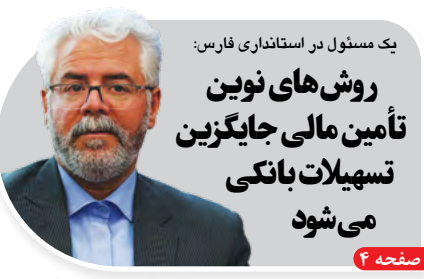 یک مسئول در استانداری فارس:
روش‌های نوین
تأمین مالی جایگزین
تسهیلات بانکی
می‌شود
صفحه ۴